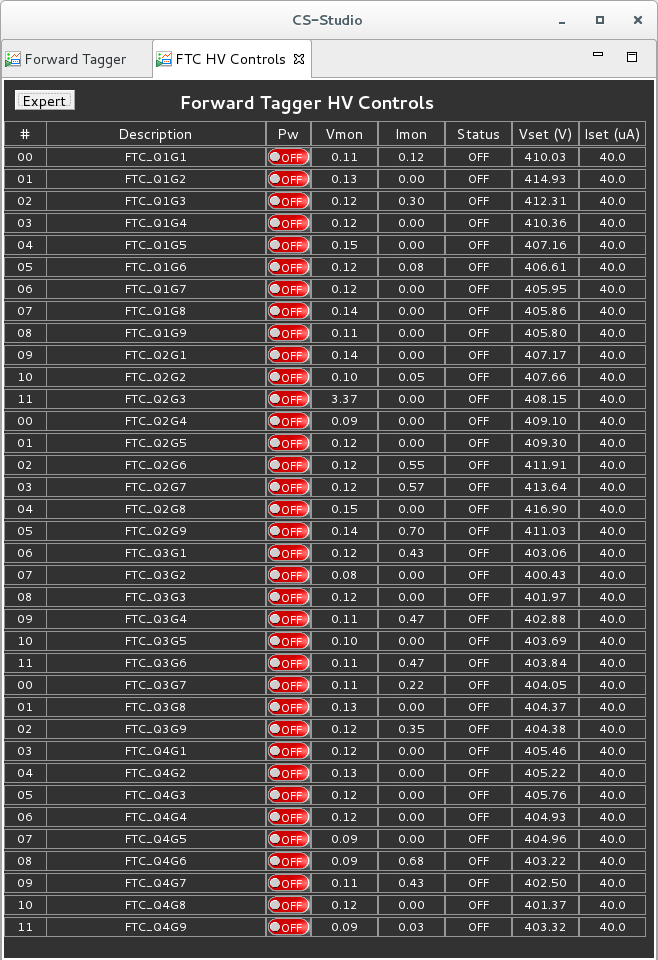 CS-Studio
Forward Tagger FTC HV Controls
Expert Forward Tagger HV Controls
# Description Pw Vmon Imon Status Vset (V) Iset (uA)
00 FTC_Q1G1 OFF 0.11 0.12 OFF 410.03 40.0
01 FTC_Q1G2 OFF 0.13 0.00 OFF 414.93 40.0
02 FTC_Q1G3 OFF 0.12 0.30 OFF 412.31 40.0
03 FTC_Q1G4 OFF 0.12 0.00 OFF 410.36 40.0
04 FTC_Q1G5 OFF 0.15 0.00 OFF 407.16 40.0
05 FTC_Q1G6 OFF 0.12 0.08 OFF 406.61 40.0
06 FTC_Q1G7 OFF 0.12 0.00 OFF 405.95 40.0
07 FTC_Q1G8 OFF 0.14 0.00 OFF 405.86 40.0
08 FTC_Q1G9 OFF 0.11 0.00 OFF 405.80 40.0
09 FTC_Q2G1 OFF 0.14 0.00 OFF 407.17 40.0
10 FTC_Q2G2 OFF 0.10 0.05 OFF 407.66 40.0
11 FTC_Q2G3 OFF 3.37 0.00 OFF 408.15 40.0
00 FTC_Q2G4 OFF 0.09 0.00 OFF 409.10 40.0
01 FTC_Q2G5 OFF 0.12 0.00 OFF 409.30 40.0
02 FTC_Q2G6 OFF 0.12 0.55 OFF 411.91 40.0
03 FTC_Q2G7 OFF 0.12 0.57 OFF 413.64 40.0
04 FTC_Q2G8 OFF 0.15 0.00 OFF 416.90 40.0
05 FTC_Q2G9 OFF 0.14 0.70 OFF 411.03 40.0
06 FTC_Q3G1 OFF 0.12 0.43 OFF 403.06 40.0
07 FTC_Q3G2 OFF 0.08 0.00 OFF 400.43 40.0
08 FTC_Q3G3 OFF 0.12 0.00 OFF 401.97 40.0
09 FTC_Q3G4 OFF 0.11 0.47 OFF 402.88 40.0
10 FTC_Q3G5 OFF 0.10 0.00 OFF 403.69 40.0
11 FTC_Q3G6 OFF 0.11 0.47 OFF 403.84 40.0
00 FTC_Q3G7 OFF 0.11 0.22 OFF 404.05 40.0
01 FTC_Q3G8 OFF 0.13 0.00 OFF 404.37 40.0
02 FTC_Q3G9 OFF 0.12 0.35 OFF 404.38 40.0
03 FTC_Q4G1 OFF 0.12 0.00 OFF 405.46 40.0
04 FTC_Q4G2 OFF 0.13 0.00 OFF 405.22 40.0
05 FTC_Q4G3 OFF 0.12 0.00 OFF 405.76 40.0
06 FTC_Q4G4 OFF 0.12 0.00 OFF 404.93 40.0
07 FTC_Q4G5 OFF 0.09 0.00 OFF 404.96 40.0
08 FTC_Q4G6 OFF 0.09 0.68 OFF 403.22 40.0
09 FTC_Q4G7 OFF 0.11 0.43 OFF 402.50 40.0
10 FTC_Q4G8 OFF 0.12 0.00 OFF 401.37 40.0
11 FTC_Q4G9 OFF 0.09 0.03 OFF 403.32 40.0